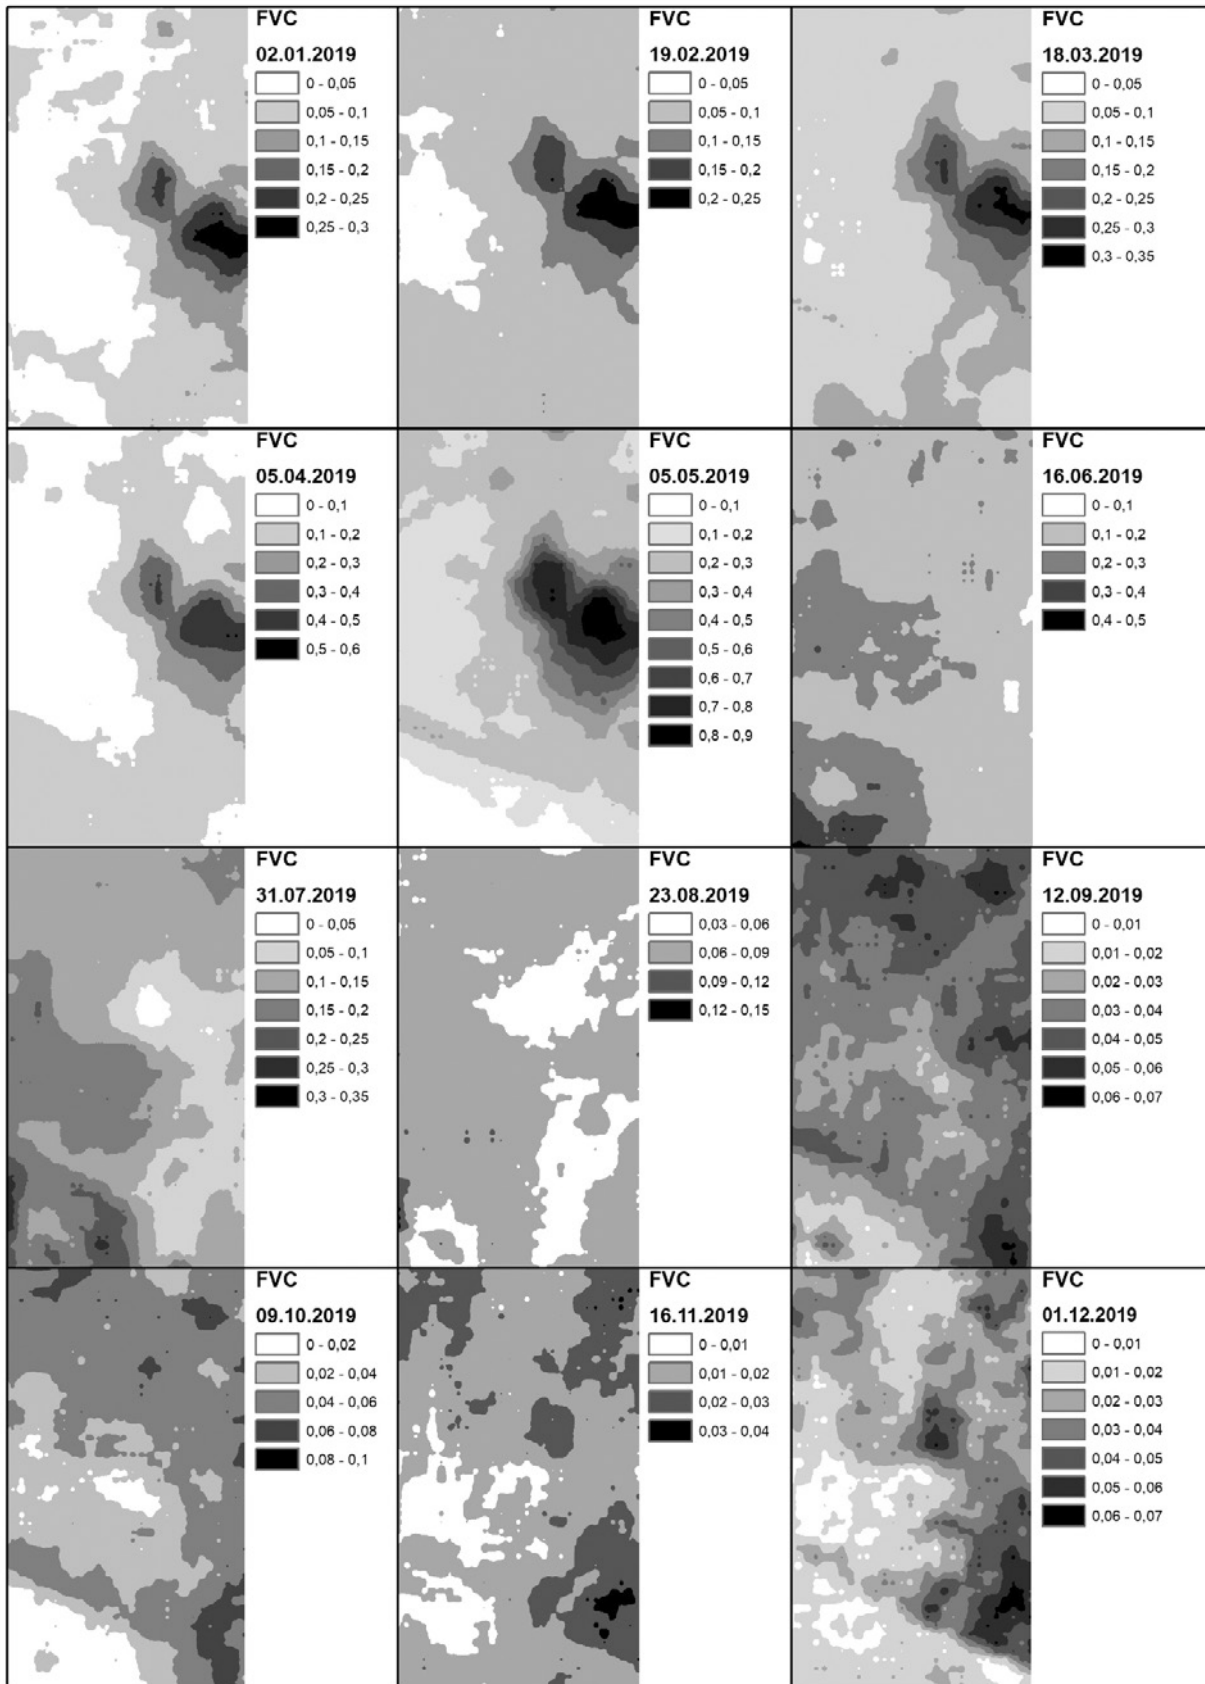 FVC
02.01.2019
0 - 0,05
0,05 - 0,1
0,1 - 0,15
0,15 - 0,2
0,2 - 0,25
0,25 - 0,3
FVC
19.02.2019
0 - 0,05
0,05 - 0,1
0,1 - 0,15
0,15 - 0,2
0,2 - 0,25
FVC
18.03.2019
0 - 0,05
0,05 - 0,1
0,1 - 0,15
0,15 - 0,2
0,2 - 0,25
0,25 - 0,3
0,3 - 0,35
FVC
05.04.2019
0 - 0,1
0,1 - 0,2
0,2 - 0,3
0,3 - 0,4
0,4 - 0,5
0,5 - 0,6
FVC
05.05.2019
0 - 0,1
0,1 - 0,2
0,2 - 0,3
0,3 - 0,4
0,4 - 0,5
0,5 - 0,6
0,6 - 0,7
0,7 - 0,8
0,8 - 0,9
FVC
16.06.2019
0 - 0,1
0,1 - 0,2
0,2 - 0,3
0,3 - 0,4
0,4 - 0,5
FVC
31.07.2019
0 - 0,05
0,05 - 0,1
0,1 - 0,15
0,15 - 0,2
0,2 - 0,25
0,25 - 0,3
0,3 - 0,35
FVC
23.08.2019
0,03 - 0,06
0,06 - 0,09
0,09 - 0,12
0,12 - 0,15
FVC
12.09.2019
0 - 0,01
0,01 - 0,02
0,02 - 0,03
0,03 - 0,04
0,04 - 0,05
0,05 - 0,06
0,06 - 0,07
FVC
09.10.2019
0 - 0,02
0,02 - 0,04
0,04 - 0,06
0,06 - 0,08
0,08 - 0,1
FVC
16.11.2019
0 - 0,01
0,01 - 0,02
0,02 - 0,03
0,03 - 0,04
FVC
01.12.2019
0 - 0,01
0,01 - 0,02
0,02 - 0,03
0,03 - 0,04
0,04 - 0,05
0,05 - 0,06
0,06 - 0,07